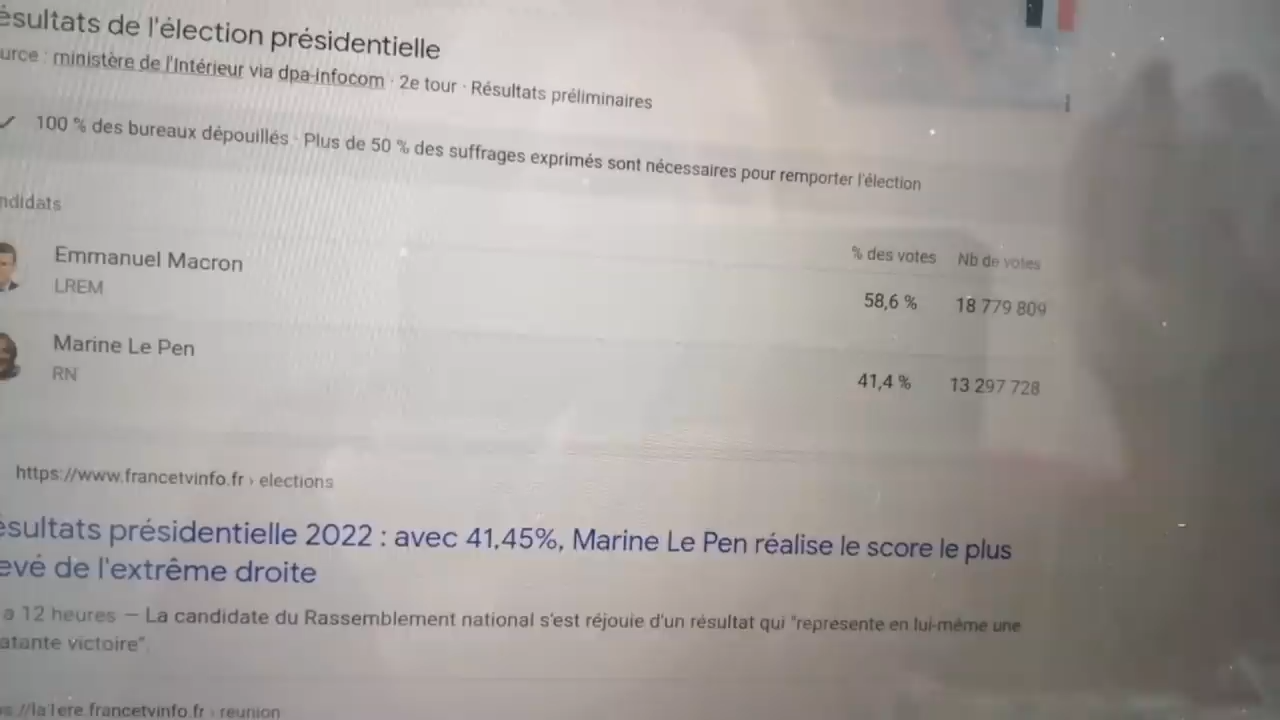 ésultats de l'élection présidentielle
urce : ministère de l'Intérieur via dpa-infocom · 2e tour · Résultats préliminaires
100 % des bureaux dépouillés · Plus de 50 % des suffrages exprimés sont nécessaires pour remporter l'élection
ndidats
% des votes Nb de votes
Emmanuel Macron
LREM
58,6 % 18 779 809
Marine Le Pen
RN
41,4 % 13 297 728
https://www.francetvinfo.fr › elections
ésultats présidentielle 2022 : avec 41,45%, Marine Le Pen réalise le score le plus
evé de l'extrême droite
a 12 heures — La candidate du Rassemblement national s'est réjouie d'un résultat qui "représente en lui-même une
atante victoire".
s://la1ere.francetvinfo.fr › reunion